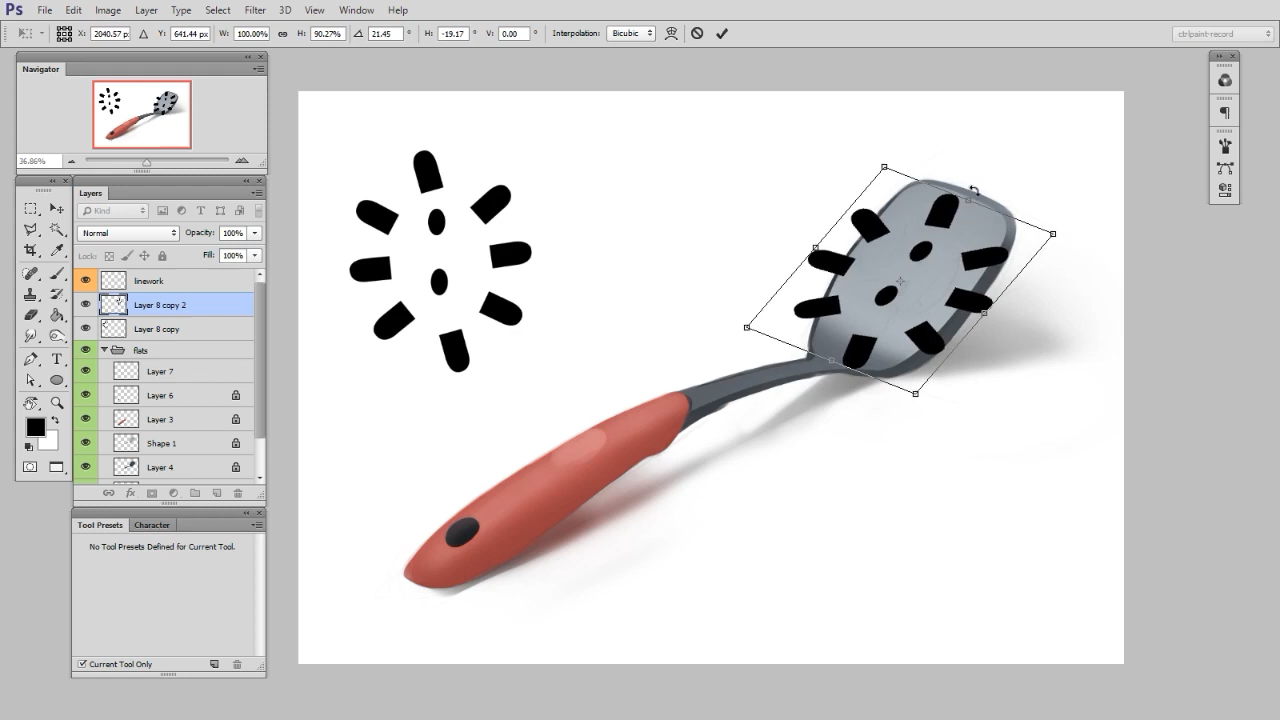 Ps File Edit Image Layer Type Select Filter 3D View Window Help
X: 2040.57 px Y: 641.44 px W: 100.00% H: 90.27% 21.45 ° H: -19.17 ° V: 0.00 ° Interpolation: Bicubic ctrlpaint-record
Navigator
36.86%
Layers
Kind
Normal Opacity: 100%
Lock: Fill: 100%
linework
Layer 8 copy 2
Layer 8 copy
flats
Layer 7
Layer 6
Layer 3
Shape 1
Layer 4
fx
Tool Presets Character
No Tool Presets Defined for Current Tool.
Current Tool Only